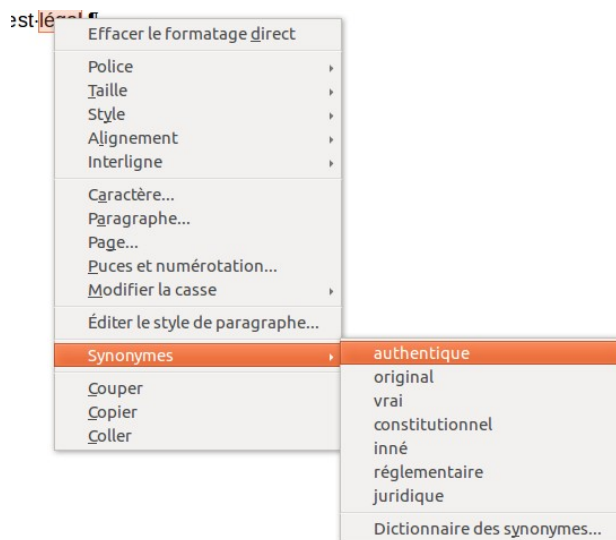 est légal ¶
Effacer le formatage direct
Police
Taille
Style
Alignement
Interligne
Caractère...
Paragraphe...
Page...
Puces et numérotation...
Modifier la casse
Éditer le style de paragraphe...
Synonymes
authentique
original
vrai
constitutionnel
inné
réglementaire
juridique
Dictionnaire des synonymes...
Couper
Copier
Coller